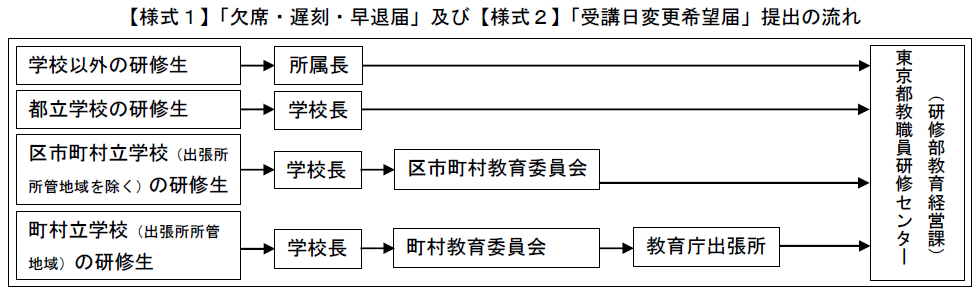 【様式１】「欠席・遅刻・早退届」及び【様式２】「受講日変更希望届」提出の流れ
学校以外の研修生
所属長
都立学校の研修生
学校長
区市町村立学校（出張所
所管地域を除く）の研修生
学校長
区市町村教育委員会
町村立学校（出張所所管
地域）の研修生
学校長
町村教育委員会
教育庁出張所
東京都教職員研修センター
（研修部教育経営課）